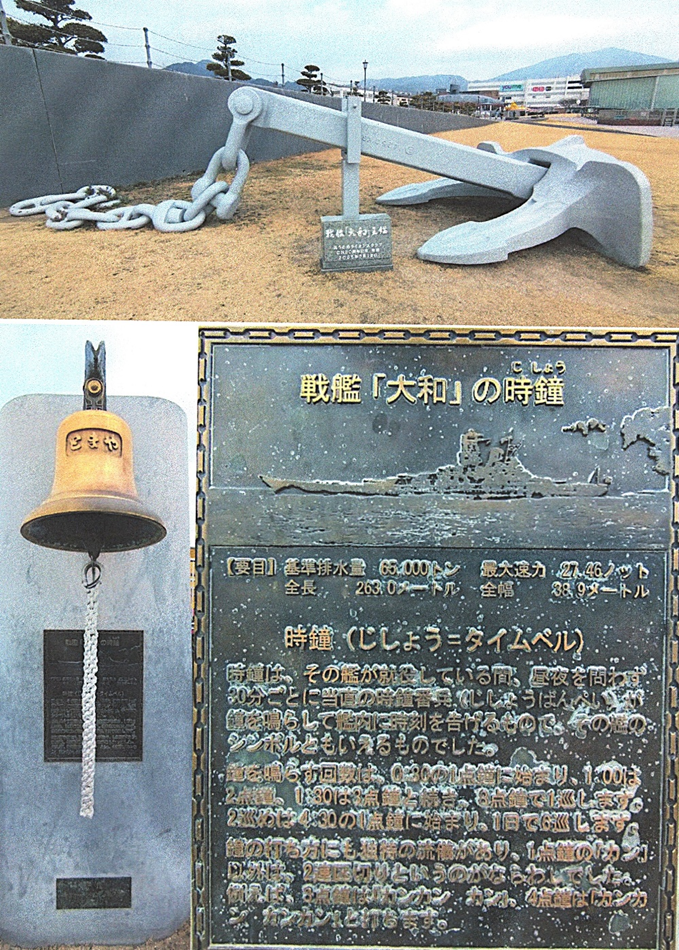 戦艦「大和」主錨
とまや
戦艦「大和」の時鐘
じしょう
【要目】 基準排水量 65,000トン 最大速力 27.46ノット
全長 263.0メートル 全幅 38.9メートル
時鐘(じしょう=タイムベル)
時鐘は、その艦が就役している間、昼夜を問わず
30分ごとに当直の時鐘番兵(じしょうばんぺい)が
鐘を鳴らして艦内に時刻を告げるもので、その艦の
シンボルともいえるものでした。
鐘を鳴らす回数は、0:30の1点鐘に始まり、1:00は
2点鐘、1:30は3点鐘と続き、8点鐘で1巡します。
2巡めは4:30の1点鐘に始まり、1日で6巡します。
鐘の打ち方にも独特の流儀があり、1点鐘の「カン」
以外は、2連区切りというのがならわしでした。
例えば、3点鐘は「カンカン カン」、4点鐘は「カンカ
ン カンカン」と打ちます。